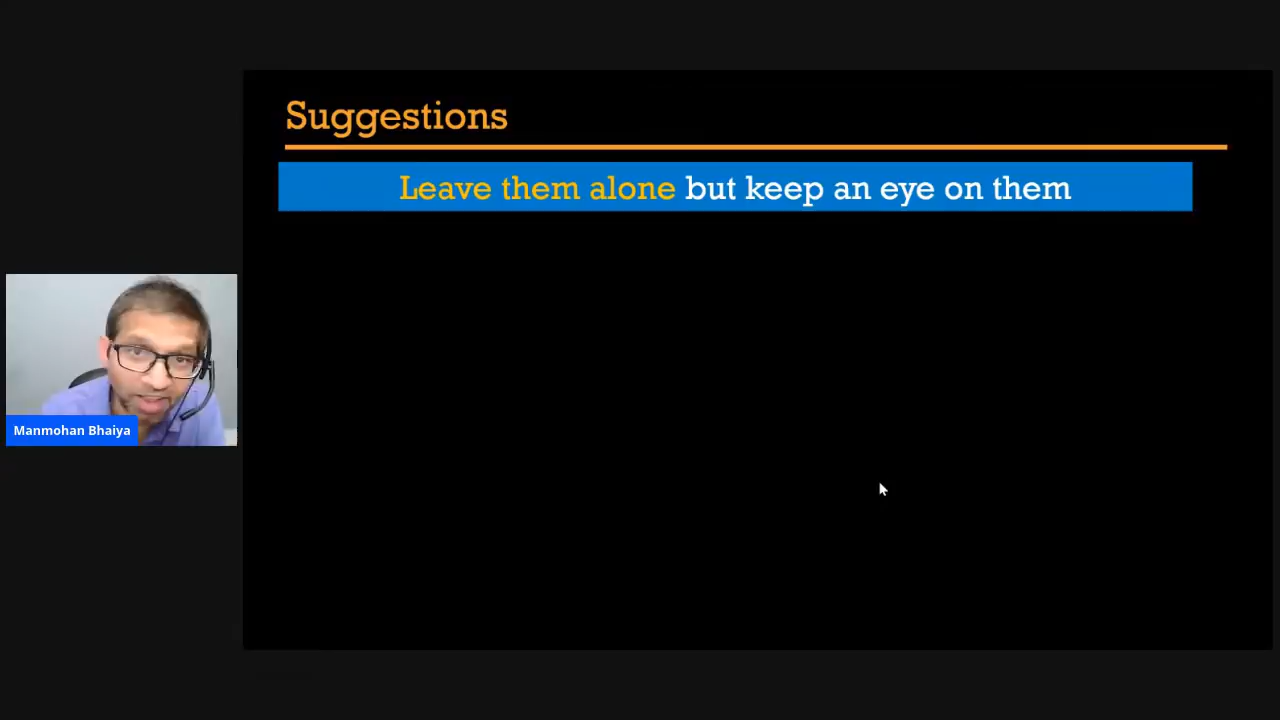 Suggestions
Leave them alone but keep an eye on them
Manmohan Bhaiya